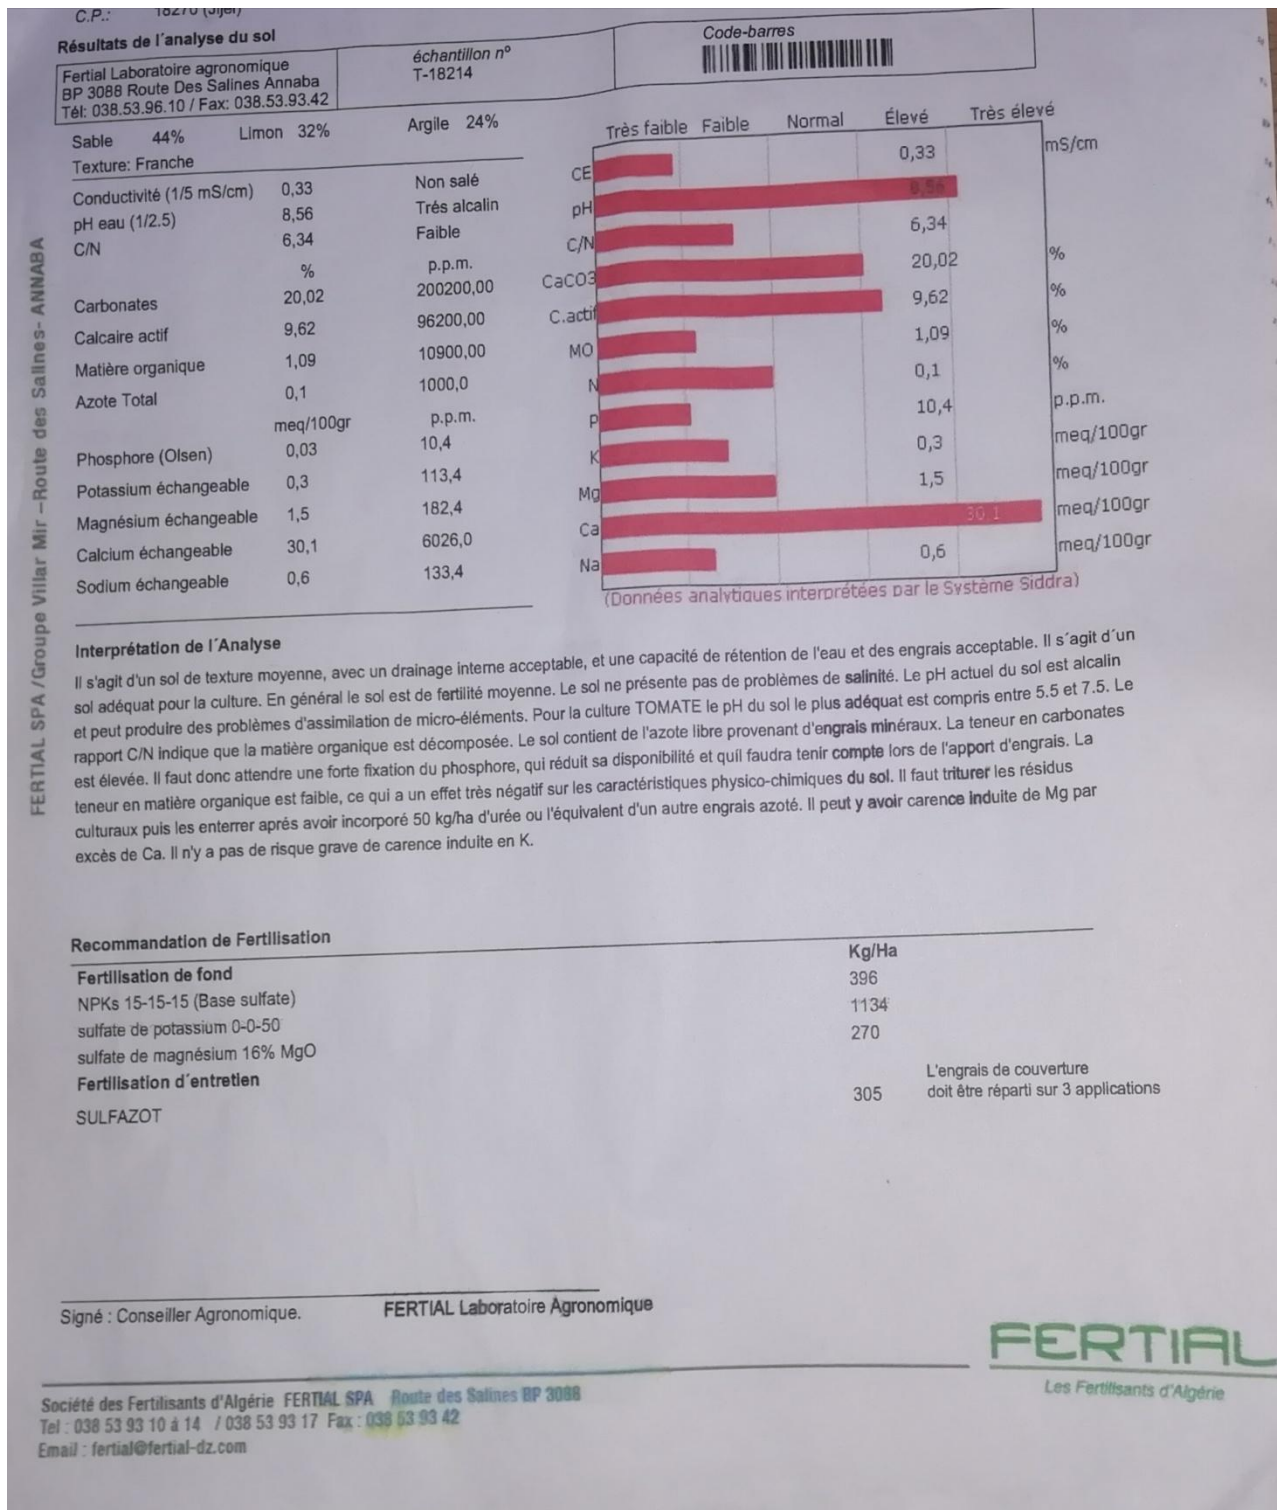 C.P.: 18270 (Jijel)
Résultats de l´analyse du sol
Fertial Laboratoire agronomique
BP 3088 Route Des Salines Annaba
Tél: 038.53.96.10 / Fax: 038.53.93.42
échantillon nº
T-18214
Code-barres
Sable 44% Limon 32% Argile 24%
Texture: Franche
Conductivité (1/5 mS/cm) 0,33 Non salé
pH eau (1/2.5) 8,56 Trés alcalin
C/N 6,34 Faible
% p.p.m.
Carbonates 20,02 200200,00
Calcaire actif 9,62 96200,00
Matière organique 1,09 10900,00
Azote Total 0,1 1000,0
meq/100gr p.p.m.
Phosphore (Olsen) 0,03 10,4
Potassium échangeable 0,3 113,4
Magnésium échangeable 1,5 182,4
Calcium échangeable 30,1 6026,0
Sodium échangeable 0,6 133,4
Très faible Faible Normal Élevé Très élevé
CE 0,33 mS/cm
pH 8,56
C/N 6,34
CaCO3 20,02 %
C.actif 9,62 %
MO 1,09 %
N 0,1 %
P 10,4 p.p.m.
K 0,3 meq/100gr
Mg 1,5 meq/100gr
Ca 30,1 meq/100gr
Na 0,6 meq/100gr
(Données analytiques interprétées par le Système Siddra)
FERTIAL SPA /Groupe Villar Mir –Route des Salines- ANNABA
Interprétation de l´Analyse
Il s'agit d'un sol de texture moyenne, avec un drainage interne acceptable, et une capacité de rétention de l'eau et des engrais acceptable. Il s´agit d´un
sol adéquat pour la culture. En général le sol est de fertilité moyenne. Le sol ne présente pas de problèmes de salinité. Le pH actuel du sol est alcalin
et peut produire des problèmes d'assimilation de micro-éléments. Pour la culture TOMATE le pH du sol le plus adéquat est compris entre 5.5 et 7.5. Le
rapport C/N indique que la matière organique est décomposée. Le sol contient de l'azote libre provenant d'engrais minéraux. La teneur en carbonates
est élevée. Il faut donc attendre une forte fixation du phosphore, qui réduit sa disponibilité et quíl faudra tenir compte lors de l'apport d'engrais. La
teneur en matière organique est faible, ce qui a un effet très négatif sur les caractéristiques physico-chimiques du sol. Il faut triturer les résidus
culturaux puis les enterrer aprés avoir incorporé 50 kg/ha d'urée ou l'équivalent d'un autre engrais azoté. Il peut y avoir carence induite de Mg par
excès de Ca. Il n'y a pas de risque grave de carence induite en K.
Recommandation de Fertilisation
Kg/Ha
Fertilisation de fond
NPKs 15-15-15 (Base sulfate) 396
sulfate de potassium 0-0-50 1134
sulfate de magnésium 16% MgO 270
Fertilisation d´entretien
SULFAZOT 305
L'engrais de couverture
doit être réparti sur 3 applications
Signé : Conseiller Agronomique. FERTIAL Laboratoire Agronomique
FERTIAL
Les Fertilisants d'Algérie
Société des Fertilisants d'Algérie FERTIAL SPA Route des Salines BP 3088
Tel : 038 53 93 10 à 14 / 038 53 93 17 Fax : 038 53 93 42
Email : fertial@fertial-dz.com